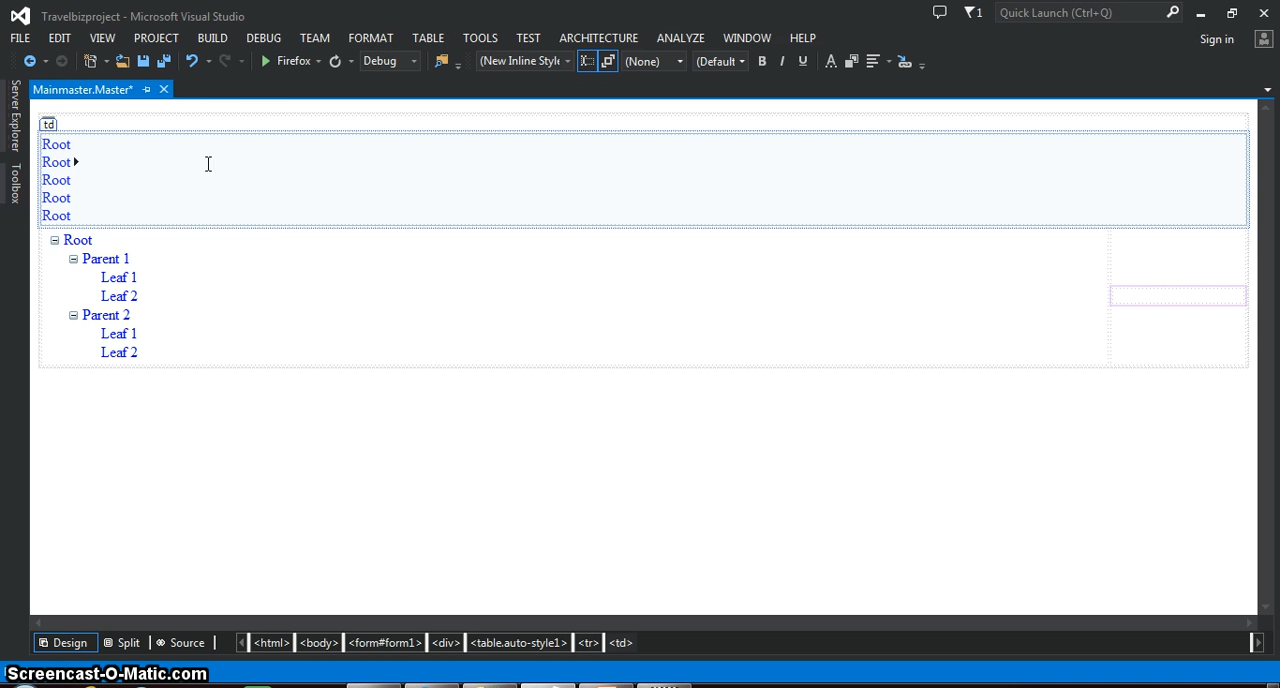 Travelbizproject - Microsoft Visual Studio
1
Quick Launch (Ctrl+Q)
FILE EDIT VIEW PROJECT BUILD DEBUG TEAM FORMAT TABLE TOOLS TEST ARCHITECTURE ANALYZE WINDOW HELP
Sign in
Firefox Debug (New Inline Style (None) (Default B I U A
Mainmaster.Master*
Server Explorer
Toolbox
td
Root
Root
Root
Root
Root
Root
Parent 1
Leaf 1
Leaf 2
Parent 2
Leaf 1
Leaf 2
Design Split Source <html> <body> <form#form1> <div> <table.auto-style1> <tr> <td>
Screencast-O-Matic.com